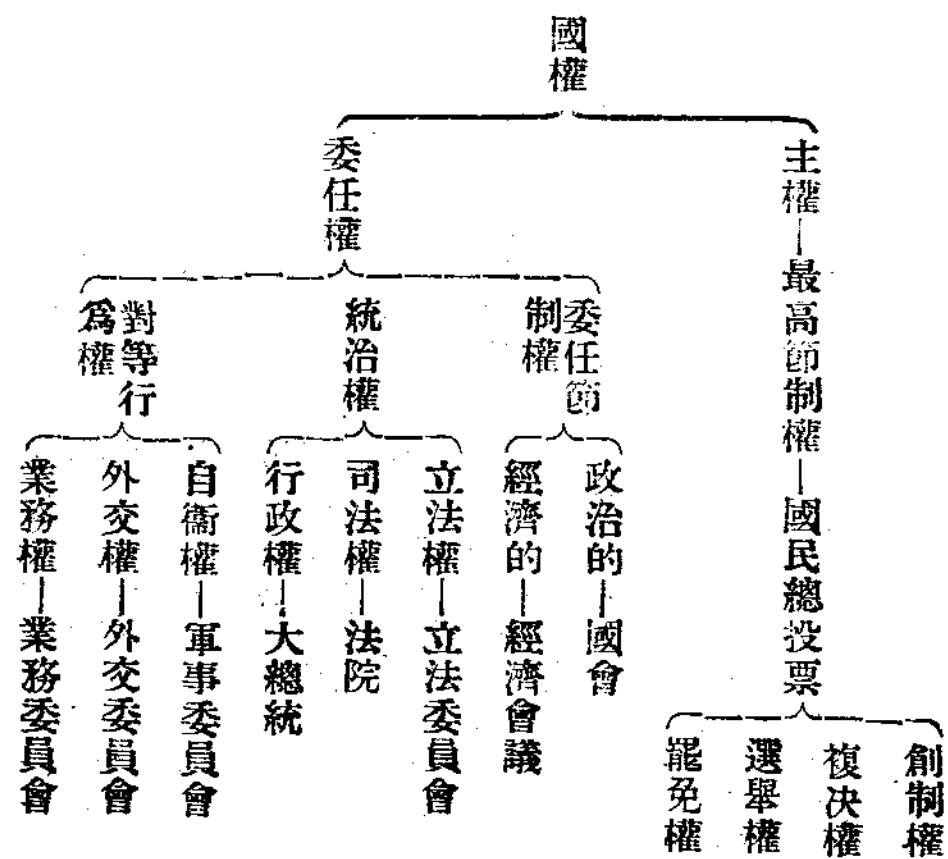 國權
主權—最高節制權—國民總投票
創制權
複决權
選舉權
罷免權
委任權
委任節制權
政治的—國會
經濟的—經濟會議
統治權
立法權—立法委員會
司法權—法院
行政權—大總統
對等行爲權
自衞權—軍事委員會
外交權—外交委員會
業務權—業務委員會